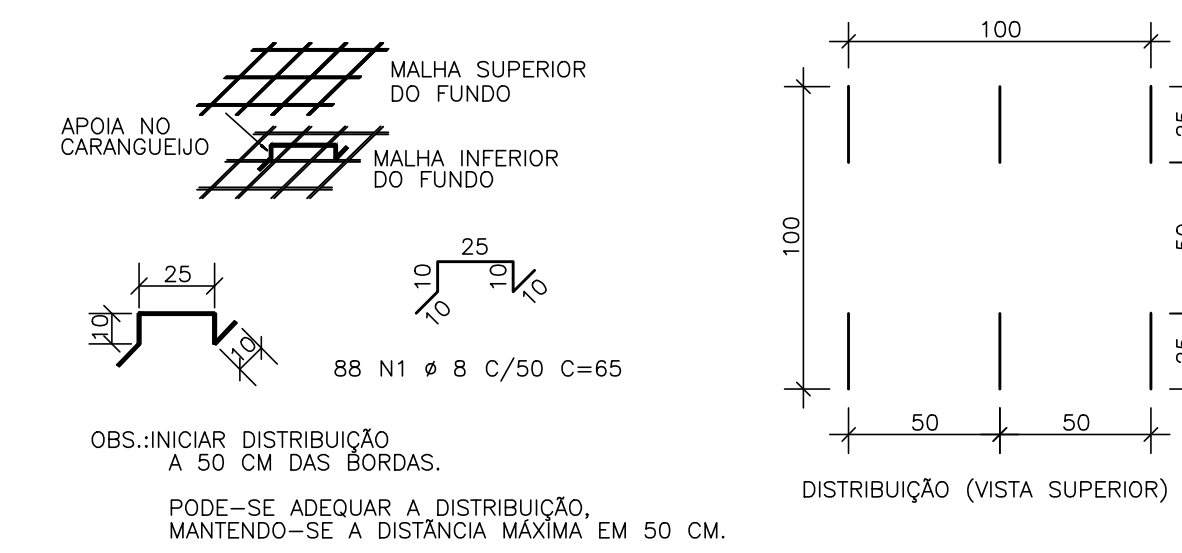 MALHA SUPERIOR
DO FUNDO
APOIA NO
CARANGUEIJO
MALHA INFERIOR
DO FUNDO
25
10
10
25
10
10
10
10
88 N1 ø 8 C/50 C=65
OBS.:INICIAR DISTRIBUIÇÃO
A 50 CM DAS BORDAS.
PODE-SE ADEQUAR A DISTRIBUIÇÃO,
MANTENDO-SE A DISTÃNCIA MÁXIMA EM 50 CM.
100
100
50
50
DISTRIBUIÇÃO (VISTA SUPERIOR)